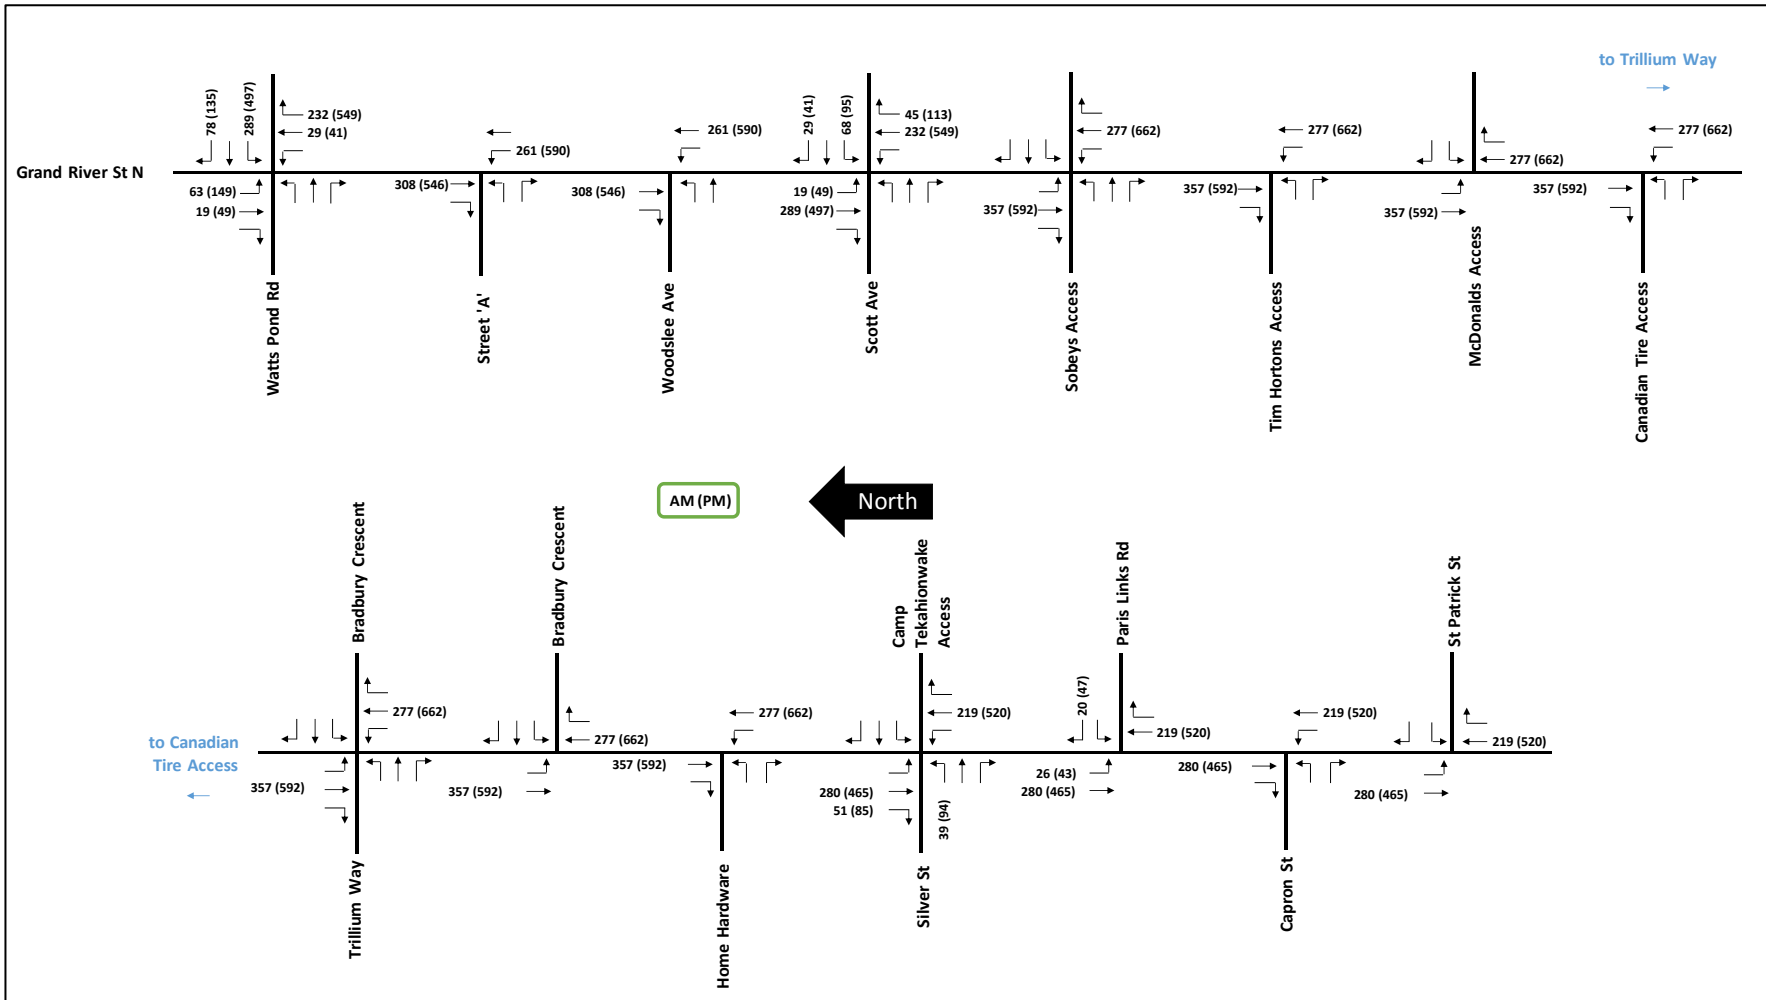 to Trillium Way
78 (135)
289 (497)
232 (549)
29 (41)
63 (149)
19 (49)
261 (590)
308 (546)
261 (590)
308 (546)
29 (41)
68 (95)
45 (113)
232 (549)
19 (49)
289 (497)
277 (662)
357 (592)
277 (662)
357 (592)
277 (662)
357 (592)
277 (662)
357 (592)
Grand River St N
Watts Pond Rd
Street 'A'
Woodslee Ave
Scott Ave
Sobeys Access
Tim Hortons Access
McDonalds Access
Canadian Tire Access
AM (PM)
North
Bradbury Crescent
Bradbury Crescent
Camp
Tekahionwake
Access
Paris Links Rd
St Patrick St
to Canadian
Tire Access
277 (662)
357 (592)
277 (662)
357 (592)
277 (662)
357 (592)
219 (520)
280 (465)
51 (85)
39 (94)
20 (47)
219 (520)
26 (43)
280 (465)
219 (520)
280 (465)
219 (520)
280 (465)
Trillium Way
Home Hardware
Silver St
Capron St